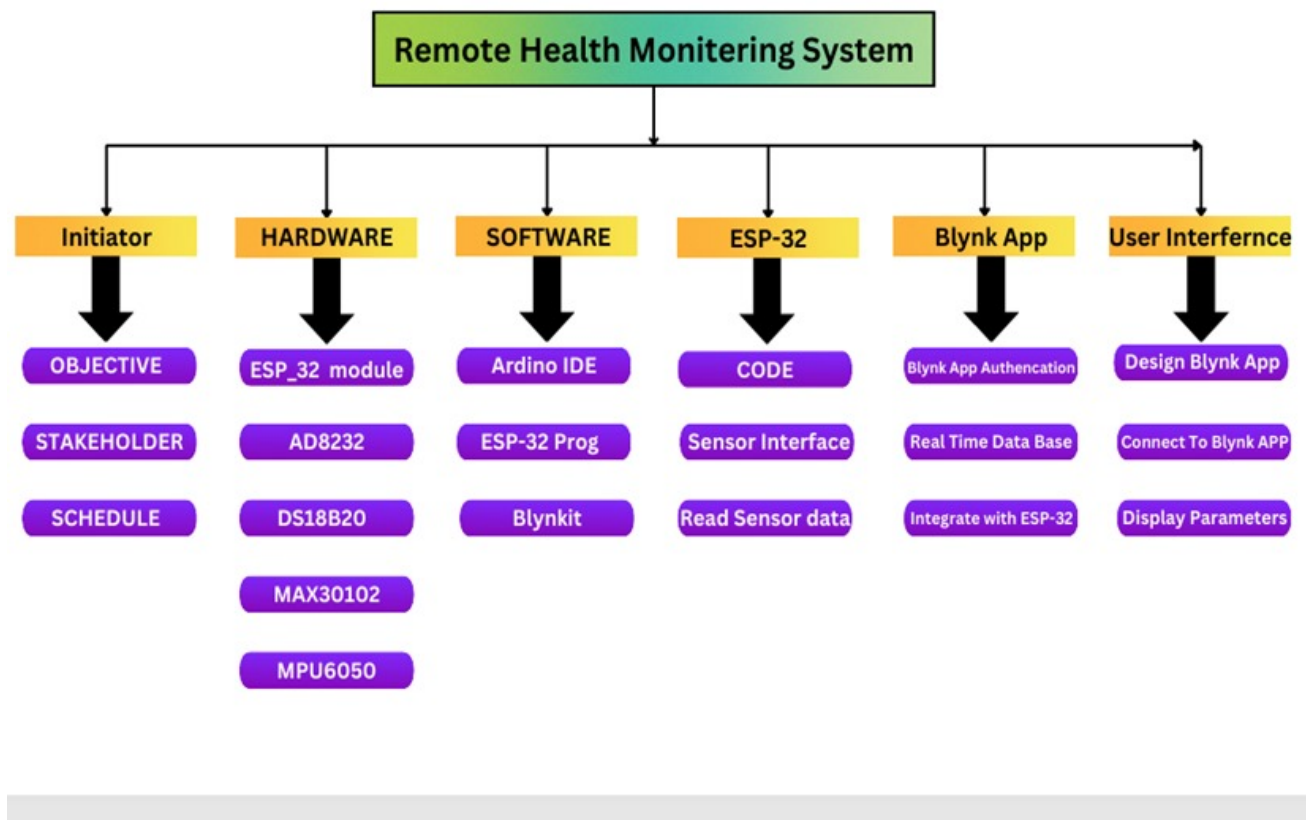 Remote Health Monitering System
Initiator
HARDWARE
SOFTWARE
ESP-32
Blynk App
User Interfernce
OBJECTIVE
ESP_32 module
Ardino IDE
CODE
Blynk App Authencation
Design Blynk App
STAKEHOLDER
AD8232
ESP-32 Prog
Sensor Interface
Real Time Data Base
Connect To Blynk APP
SCHEDULE
DS18B20
Blynkit
Read Sensor data
Integrate with ESP-32
Display Parameters
MAX30102
MPU6050